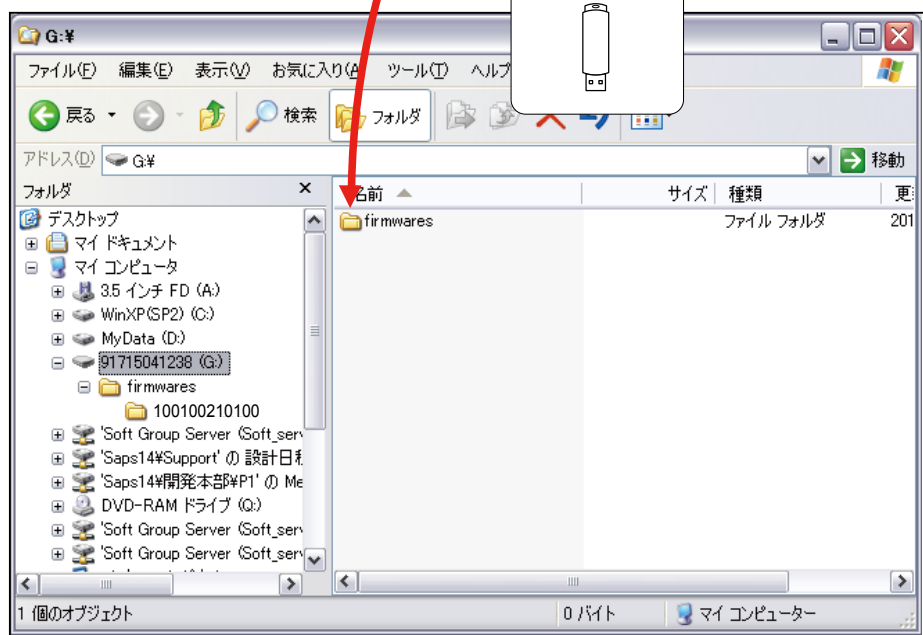 G:¥
ファイル(F) 編集(E) 表示(V) お気に入り(A) ツール(T) ヘルプ
戻る 検索 フォルダ
アドレス(D) G:¥ 移動
フォルダ × 名前 サイズ 種類
デスクトップ firmwares ファイル フォルダ 201
マイ ドキュメント
マイ コンピュータ
3.5 インチ FD (A:)
WinXP(SP2) (C:)
MyData (D:)
91715041238 (G:)
firmwares
100100210100
'Soft Group Server (Soft_serv
'Saps14¥Support' の 設計日程
'Saps14¥開発本部¥P1' の Me
DVD-RAM ドライブ (Q:)
'Soft Group Server (Soft_serv
'Soft Group Server (Soft_serv
1 個のオブジェクト 0 バイト マイ コンピューター